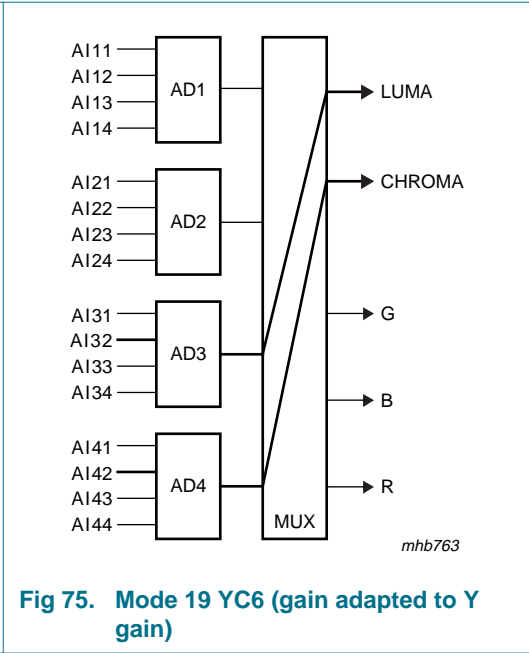 AI11
AI12
AI13
AI14
AD1
AI21
AI22
AI23
AI24
AD2
AI31
AI32
AI33
AI34
AD3
AI41
AI42
AI43
AI44
AD4
MUX
LUMA
CHROMA
G
B
R
mhb763
Fig 75. Mode 19 YC6 (gain adapted to Y
gain)